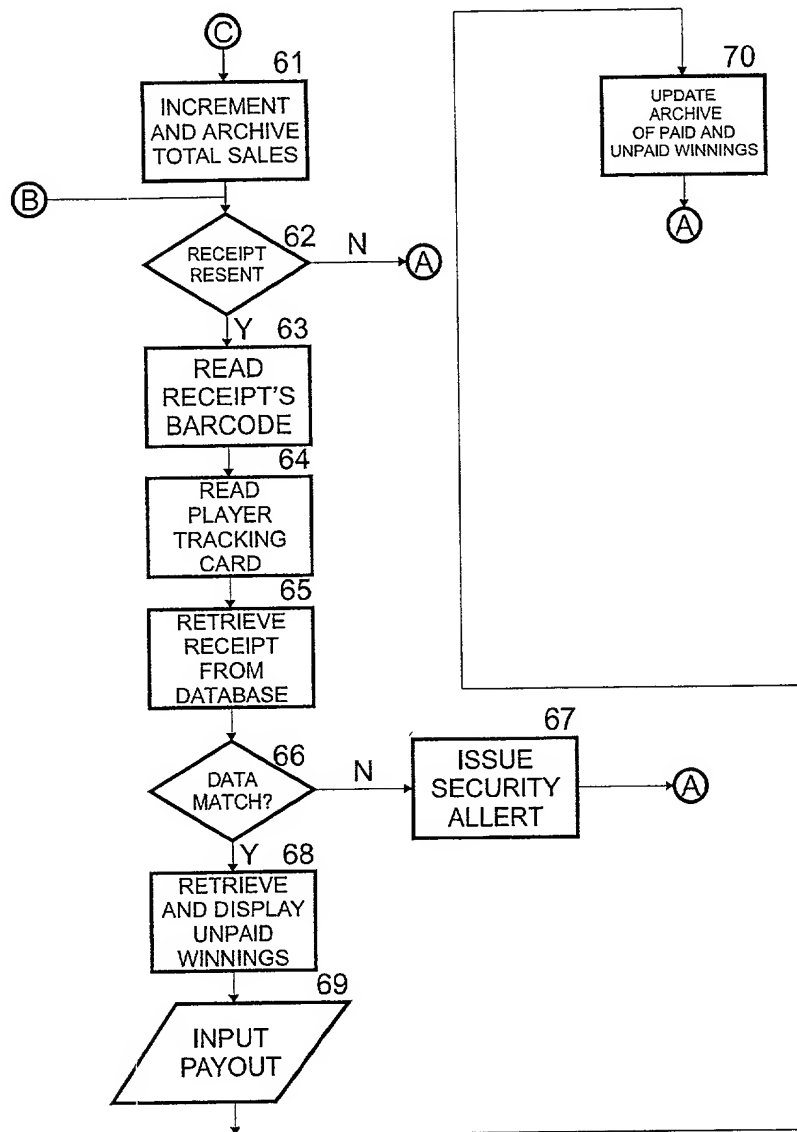 C
61
INCREMENT
AND ARCHIVE
TOTAL SALES
B
62
RECEIPT
RESENT
N
A
Y
63
READ
RECEIPT'S
BARCODE
64
READ
PLAYER
TRACKING
CARD
65
RETRIEVE
RECEIPT
FROM
DATABASE
66
DATA
MATCH?
N
67
ISSUE
SECURITY
ALLERT
A
Y
68
RETRIEVE
AND DISPLAY
UNPAID
WINNINGS
69
INPUT
PAYOUT
70
UPDATE
ARCHIVE
OF PAID AND
UNPAID WINNINGS
A